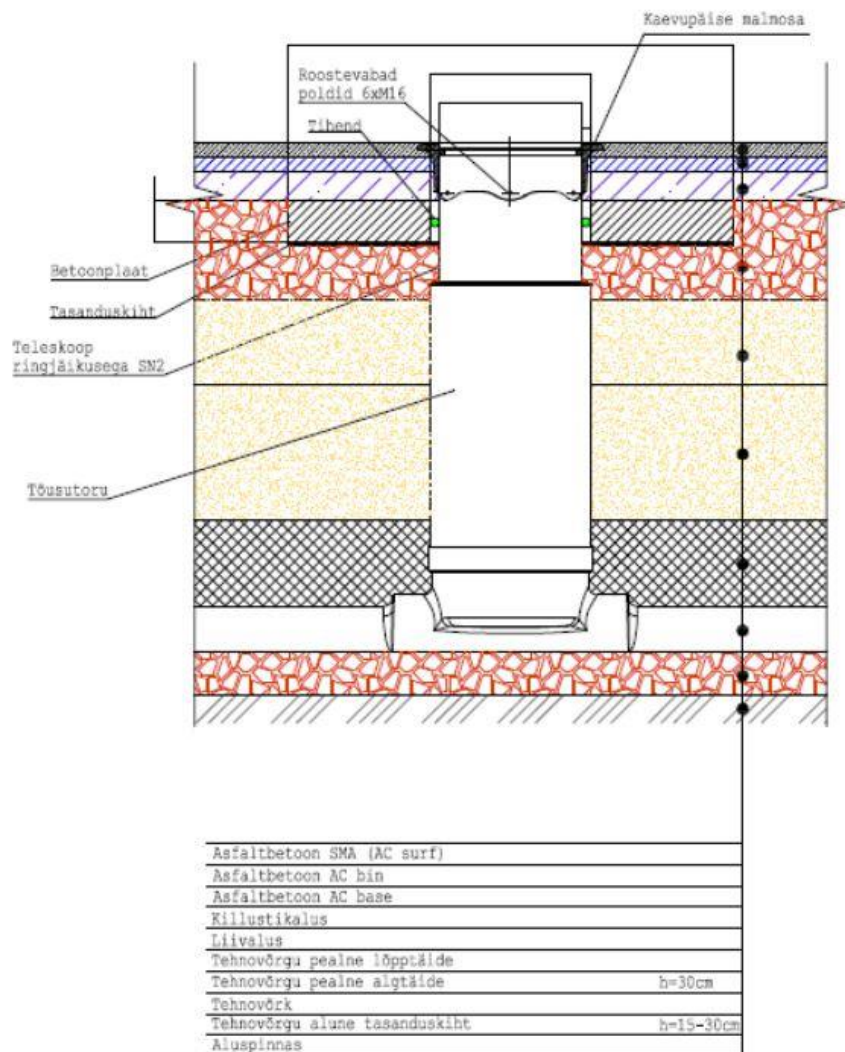 Kaevupäise malmosa
Roostevabad
poldid 6xM16
Tihend
Betoonplaat
Tasanduskiht
Teleskoop
ringjäikusega SN2
Tõusutoru
Asfaltbetoon SMA (AC surf)
Asfaltbetoon AC bin
Asfaltbetoon AC base
Killustikalus
Liivalus
Tehnovõrgu pealne lõpptäide
Tehnovõrgu pealne algtäide h=30cm
Tehnovõrk
Tehnovõrgu alune tasanduskiht h=15-30cm
Aluspinnas